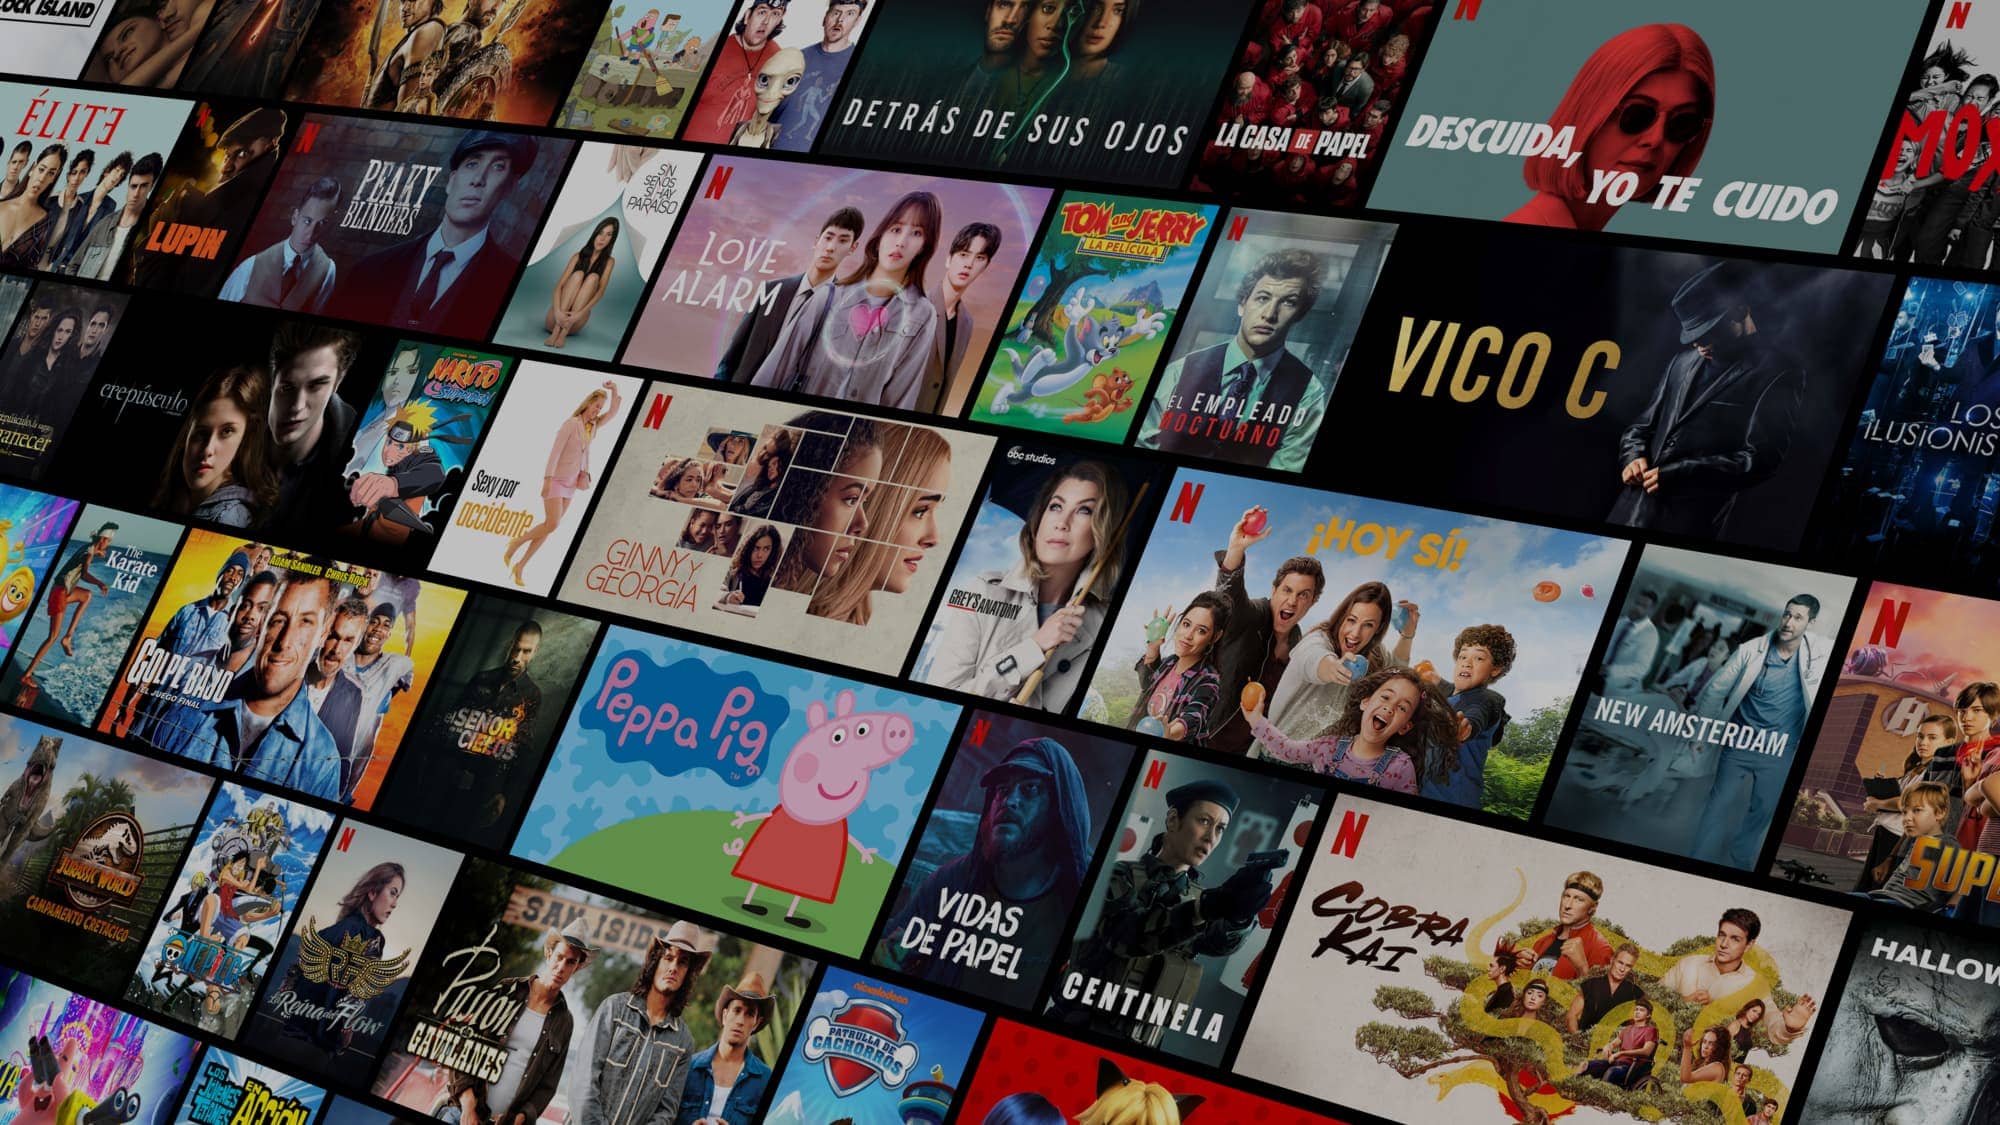 OCK ISLAND
DETRÁS DE SUS OJOS
LA CASA DE PAPEL
N
DESCUIDA,
YO TE CUIDO
N
MOX
ÉLITE
N
LUPIN
N
PEAKY
BLINDERS
SIN
SENOS
SÍ HAY
PARAÍSO
N
LOVE
ALARM
TOM and JERRY
LA PELÍCULA
N
EL EMPLEADO
NOCTURNO
VICO C
LOS
ILUSIONIS
anecer
crepúsculo
NARUTO
SHIPPUDEN
Sexy por
accidente
N
GINNY Y
GEORGIA
abc studios
GREY'S ANATOMY
N
¡HOY SÍ!
NEW AMSTERDAM
N
SUPE
The
Karate
Kid
ADAM SANDLER CHRIS ROCK
GOLPE BAJO
EL JUEGO FINAL
SEÑOR
CIELOS
Peppa Pig
TM
N
VIDAS
DE PAPEL
N
CENTINELA
N
COBRA
KAI
HALLOW
JURASSIC WORLD
CAMPAMENTO CRETÁCICO
ONE PIECE
N
RF
La Reina del Flow
SAN ISID
Pasión
DE
GAVILANES
nickelodeon
PATRULLA DE
CACHORROS
LOS
JÓVENES
TITANES
EN
ACCIÓN